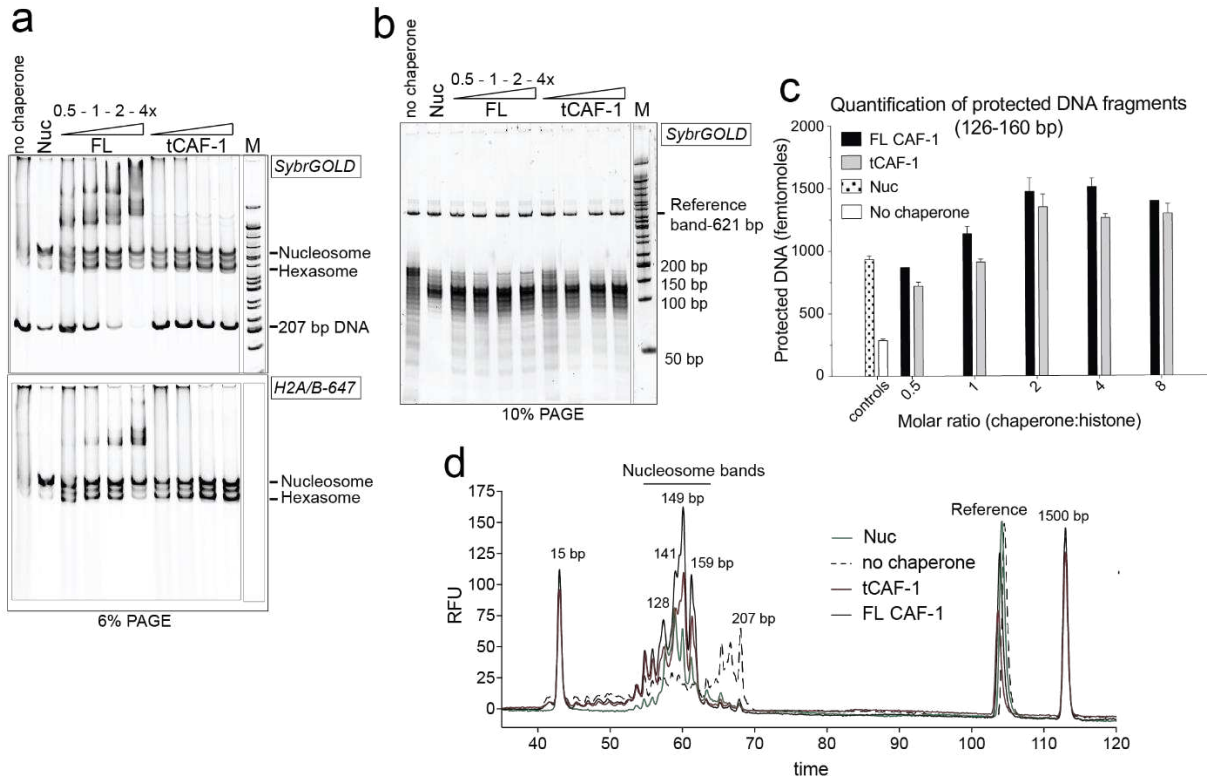 a
no chaperone
Nuc
0.5 - 1 - 2 - 4x
FL
tCAF-1
M
SybrGOLD
Nucleosome
Hexasome
207 bp DNA
H2A/B-647
Nucleosome
Hexasome
6% PAGE
b
no chaperone
Nuc
0.5 - 1 - 2 - 4x
FL
tCAF-1
M
SybrGOLD
Reference
band-621 bp
200 bp
150 bp
100 bp
50 bp
10% PAGE
c
Quantification of protected DNA fragments
(126-160 bp)
Protected DNA (femtomoles)
2000
1500
1000
500
0
FL CAF-1
tCAF-1
Nuc
No chaperone
controls
0.5
1
2
4
8
Molar ratio (chaperone:histone)
d
Nucleosome bands
RFU
175
150
125
100
75
50
25
0
15 bp
128
141
149 bp
159
207 bp
Reference
1500 bp
Nuc
no chaperone
tCAF-1
FL CAF-1
40
50
60
70
80
90
100
110
120
time